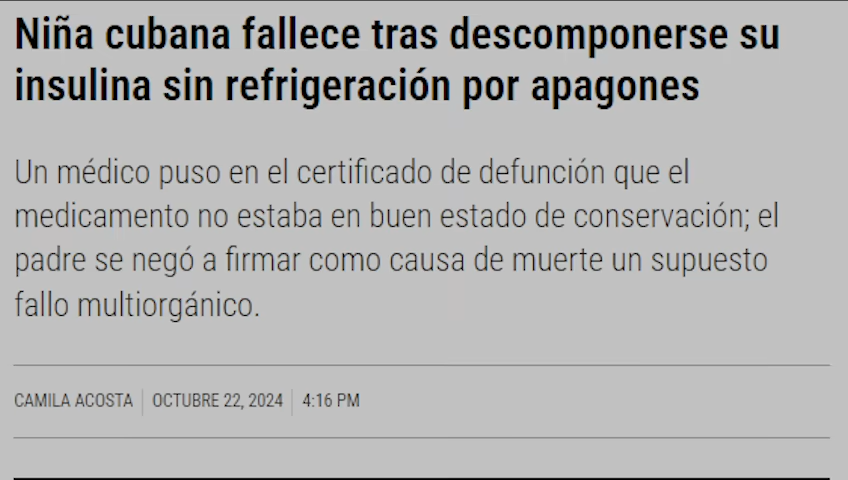 Niña cubana fallece tras descomponerse su
insulina sin refrigeración por apagones
Un médico puso en el certificado de defunción que el
medicamento no estaba en buen estado de conservación; el
padre se negó a firmar como causa de muerte un supuesto
fallo multiorgánico.
CAMILA ACOSTA OCTUBRE 22, 2024 4:16 PM